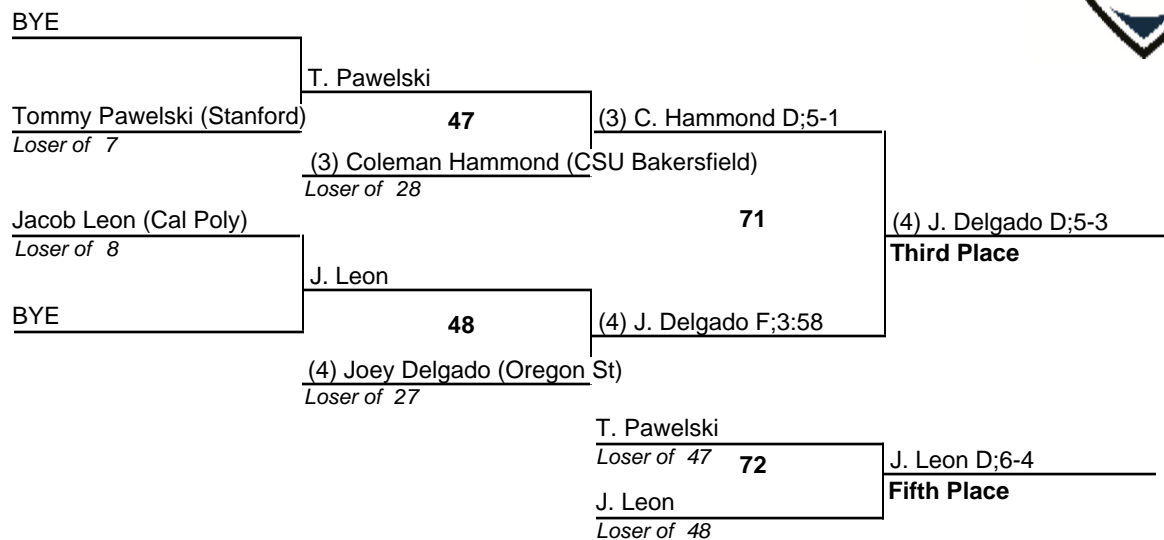 BYE
T. Pawelski
Tommy Pawelski (Stanford)
Loser of 7
47
(3) C. Hammond D;5-1
(3) Coleman Hammond (CSU Bakersfield)
Loser of 28
Jacob Leon (Cal Poly)
Loser of 8
71
(4) J. Delgado D;5-3
Third Place
J. Leon
BYE
48
(4) J. Delgado F;3:58
(4) Joey Delgado (Oregon St)
Loser of 27
T. Pawelski
Loser of 47
72
J. Leon D;6-4
Fifth Place
J. Leon
Loser of 48